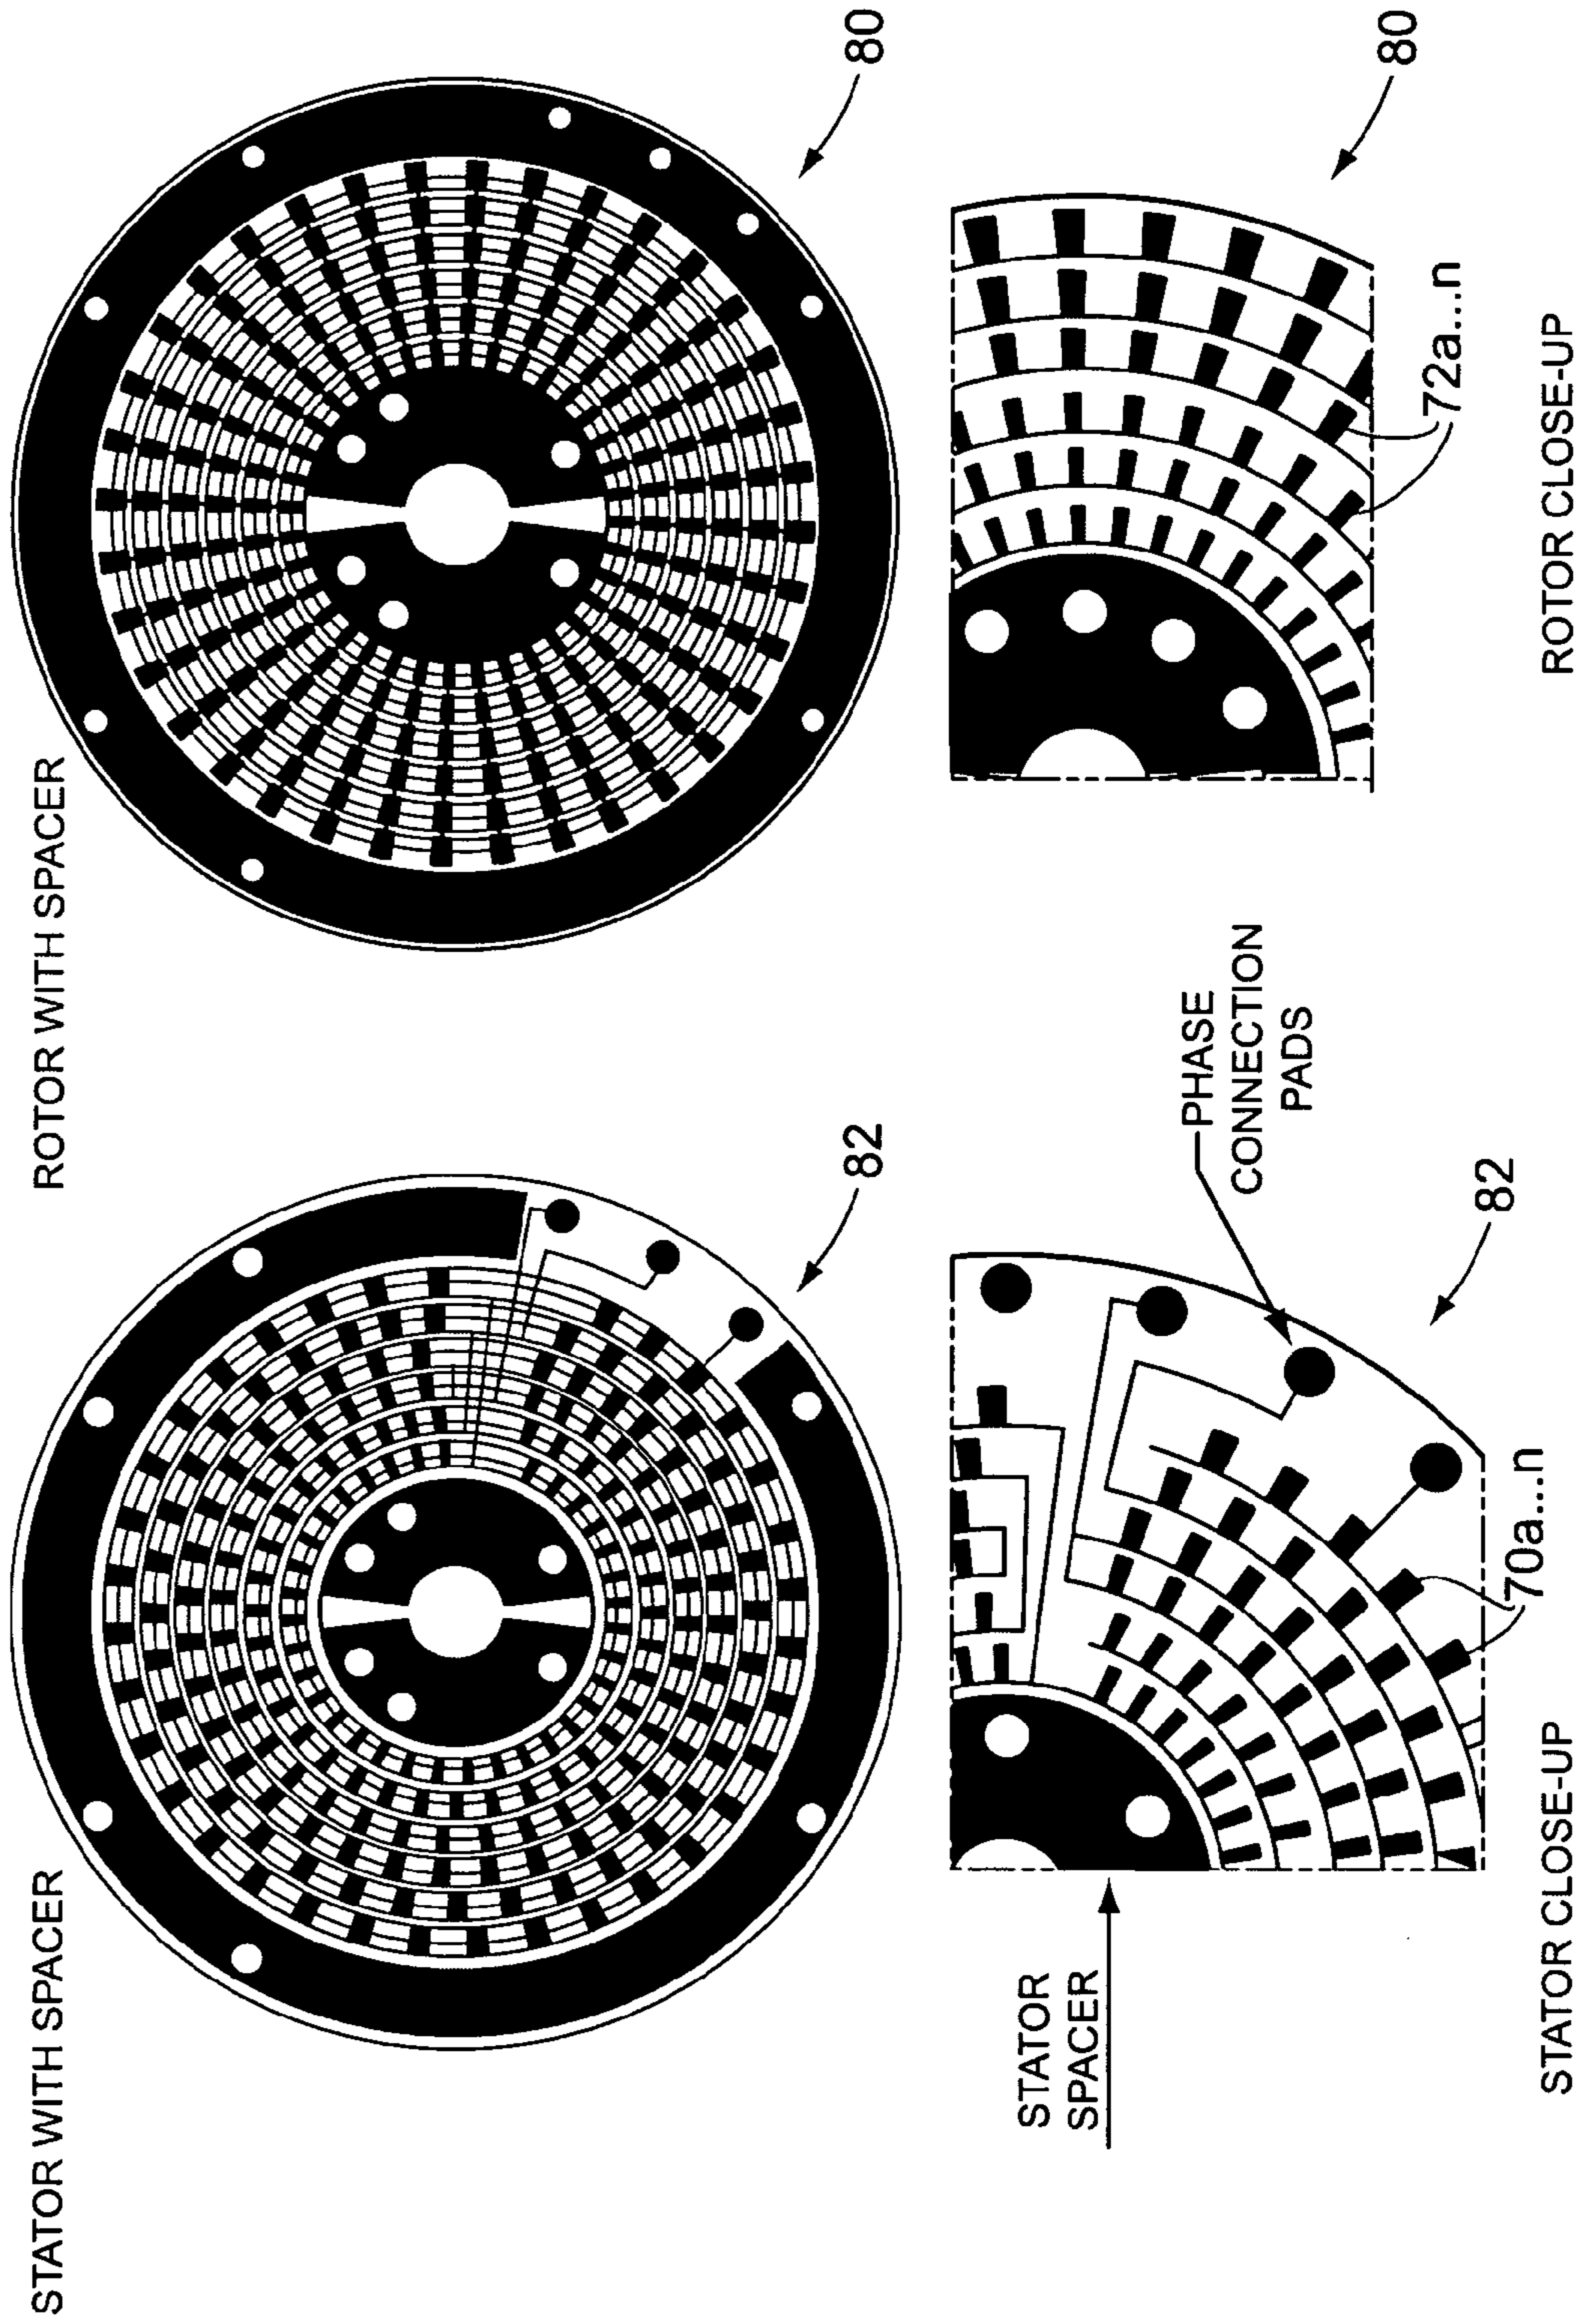 STATOR WITH SPACER
ROTOR WITH SPACER
82
80
STATOR
SPACER
PHASE
CONNECTION
PADS
82
70a...n
STATOR CLOSE-UP
80
72a...n
ROTOR CLOSE-UP